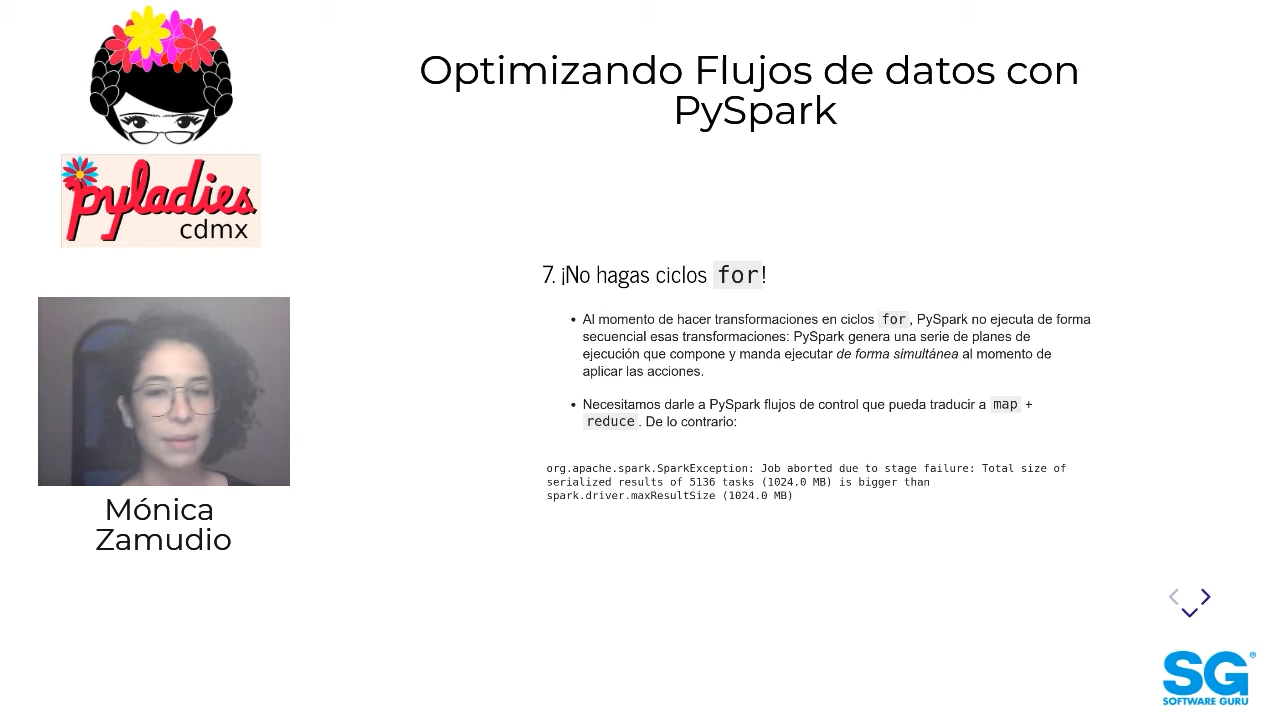 Optimizando Flujos de datos con
PySpark
pyladies
cdmx
7. ¡No hagas ciclos for!
• Al momento de hacer transformaciones en ciclos for, PySpark no ejecuta de forma
secuencial esas transformaciones: PySpark genera una serie de planes de
ejecución que compone y manda ejecutar de forma simultánea al momento de
aplicar las acciones.
• Necesitamos darle a PySpark flujos de control que pueda traducir a map +
reduce. De lo contrario:
org.apache.spark.SparkException: Job aborted due to stage failure: Total size of
serialized results of 5136 tasks (1024.0 MB) is bigger than
spark.driver.maxResultSize (1024.0 MB)
Mónica
Zamudio
SG®
SOFTWARE GURU